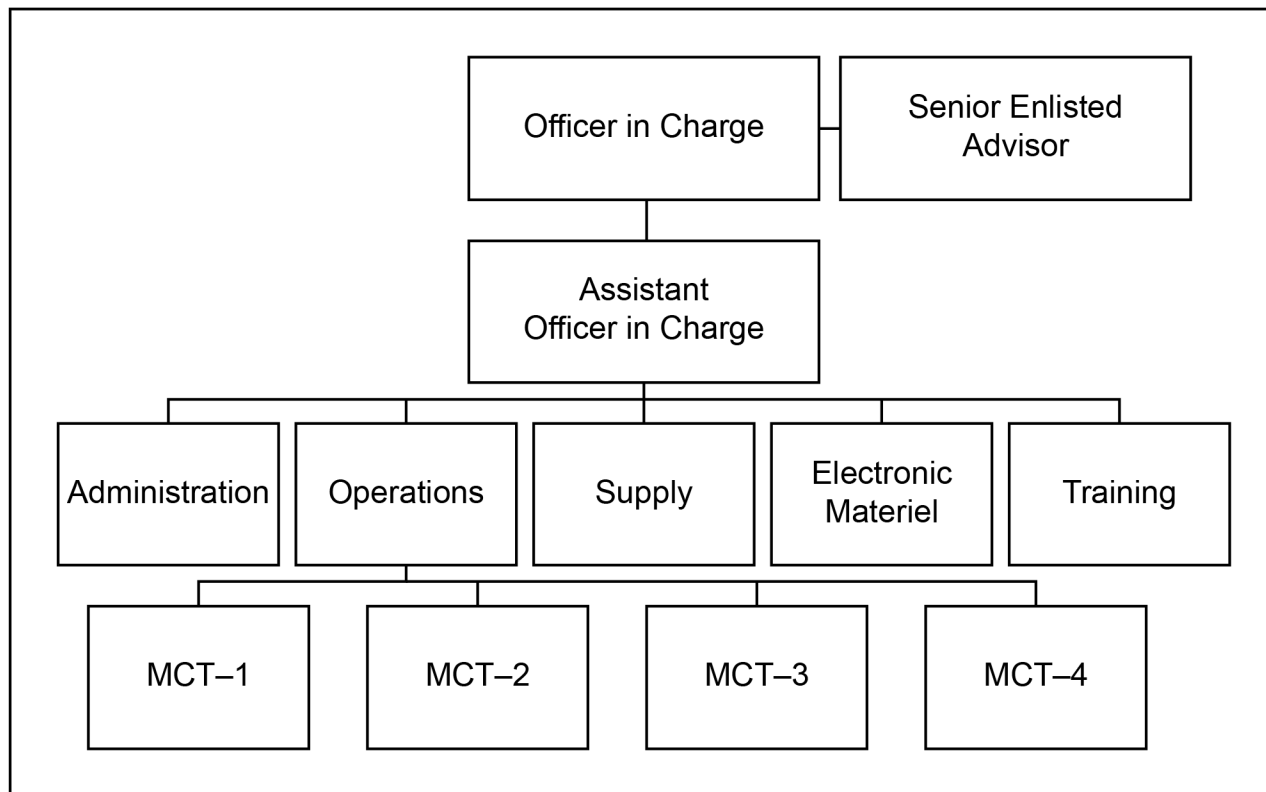 Officer in Charge
Senior Enlisted
Advisor
Assistant
Officer in Charge
Administration
Operations
Supply
Electronic
Materiel
Training
MCT–1
MCT–2
MCT–3
MCT–4